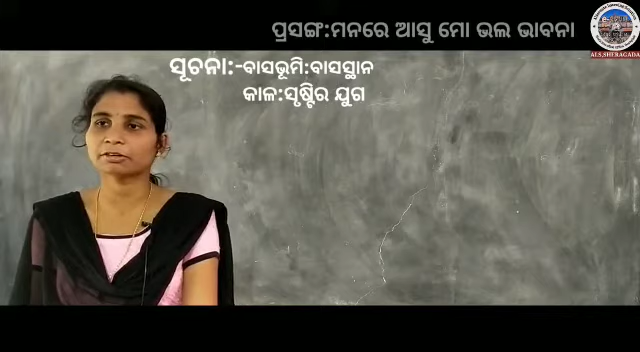 ପ୍ରସଙ୍ଗ:ମନରେ ଆସୁ ମୋ ଭଲ ଭାବନା
ସୂଚନା:-ବାସଭୂମି:ବାସସ୍ଥାନ
କାଳ:ସୃଷ୍ଟିର ଯୁଗ
ALS,SHERAGADA